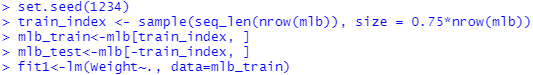 > set.seed(1234)
> train_index <- sample(seq_len(nrow(mlb)), size = 0.75*nrow(mlb))
> mlb_train<-mlb[train_index, ]
> mlb_test<-mlb[-train_index, ]
> fit1<-lm(Weight~., data=mlb_train)